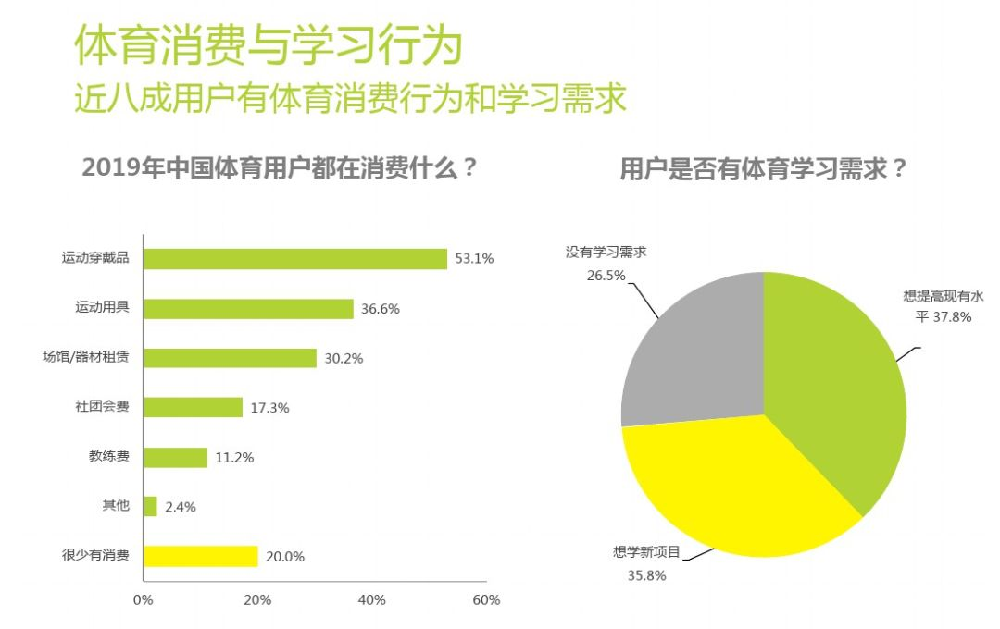 体育消费与学习行为
近八成用户有体育消费行为和学习需求
2019年中国体育用户都在消费什么？
运动穿戴品 53.1%
运动用具 36.6%
场馆/器材租赁 30.2%
社团会费 17.3%
教练费 11.2%
其他 2.4%
很少有消费 20.0%
0% 20% 40% 60%
用户是否有体育学习需求？
没有学习需求
26.5%
想提高现有水
平 37.8%
想学新项目
35.8%